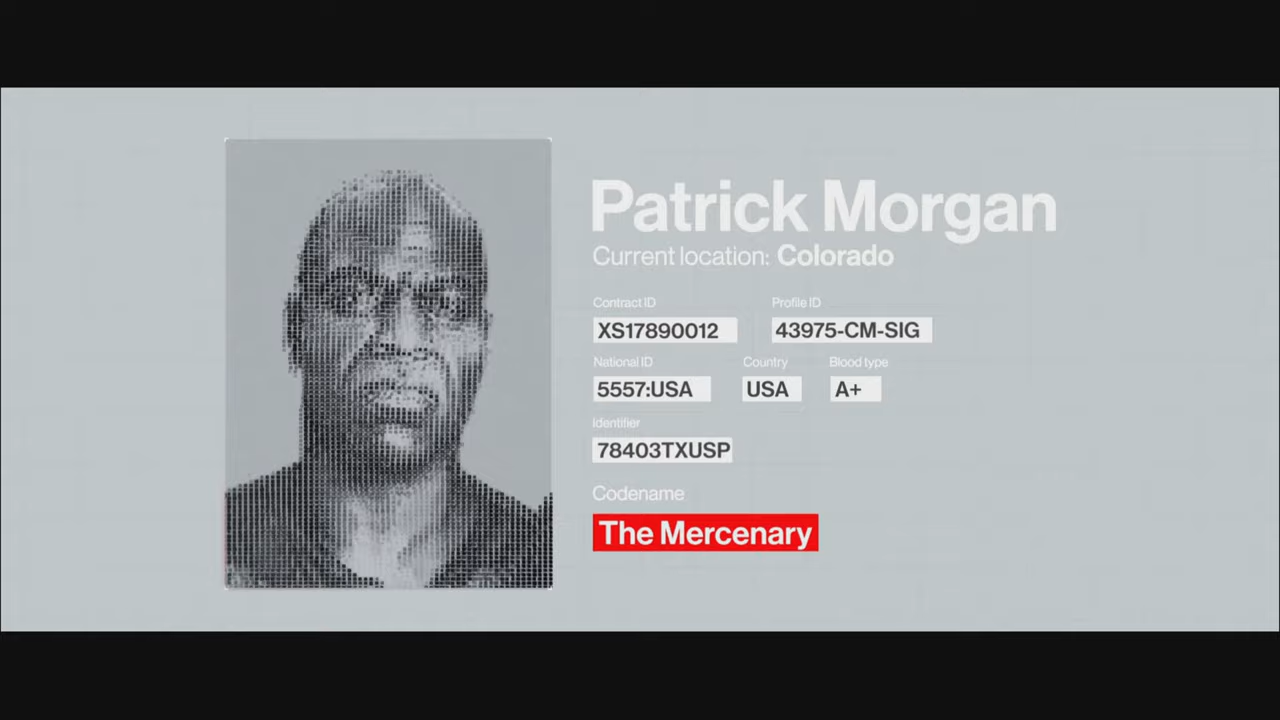 Patrick Morgan
Current location: Colorado
Contract ID Profile ID
XS17890012 43975-CM-SIG
National ID Country Blood type
5557:USA USA A+
Identifier
78403TXUSP
Codename
The Mercenary